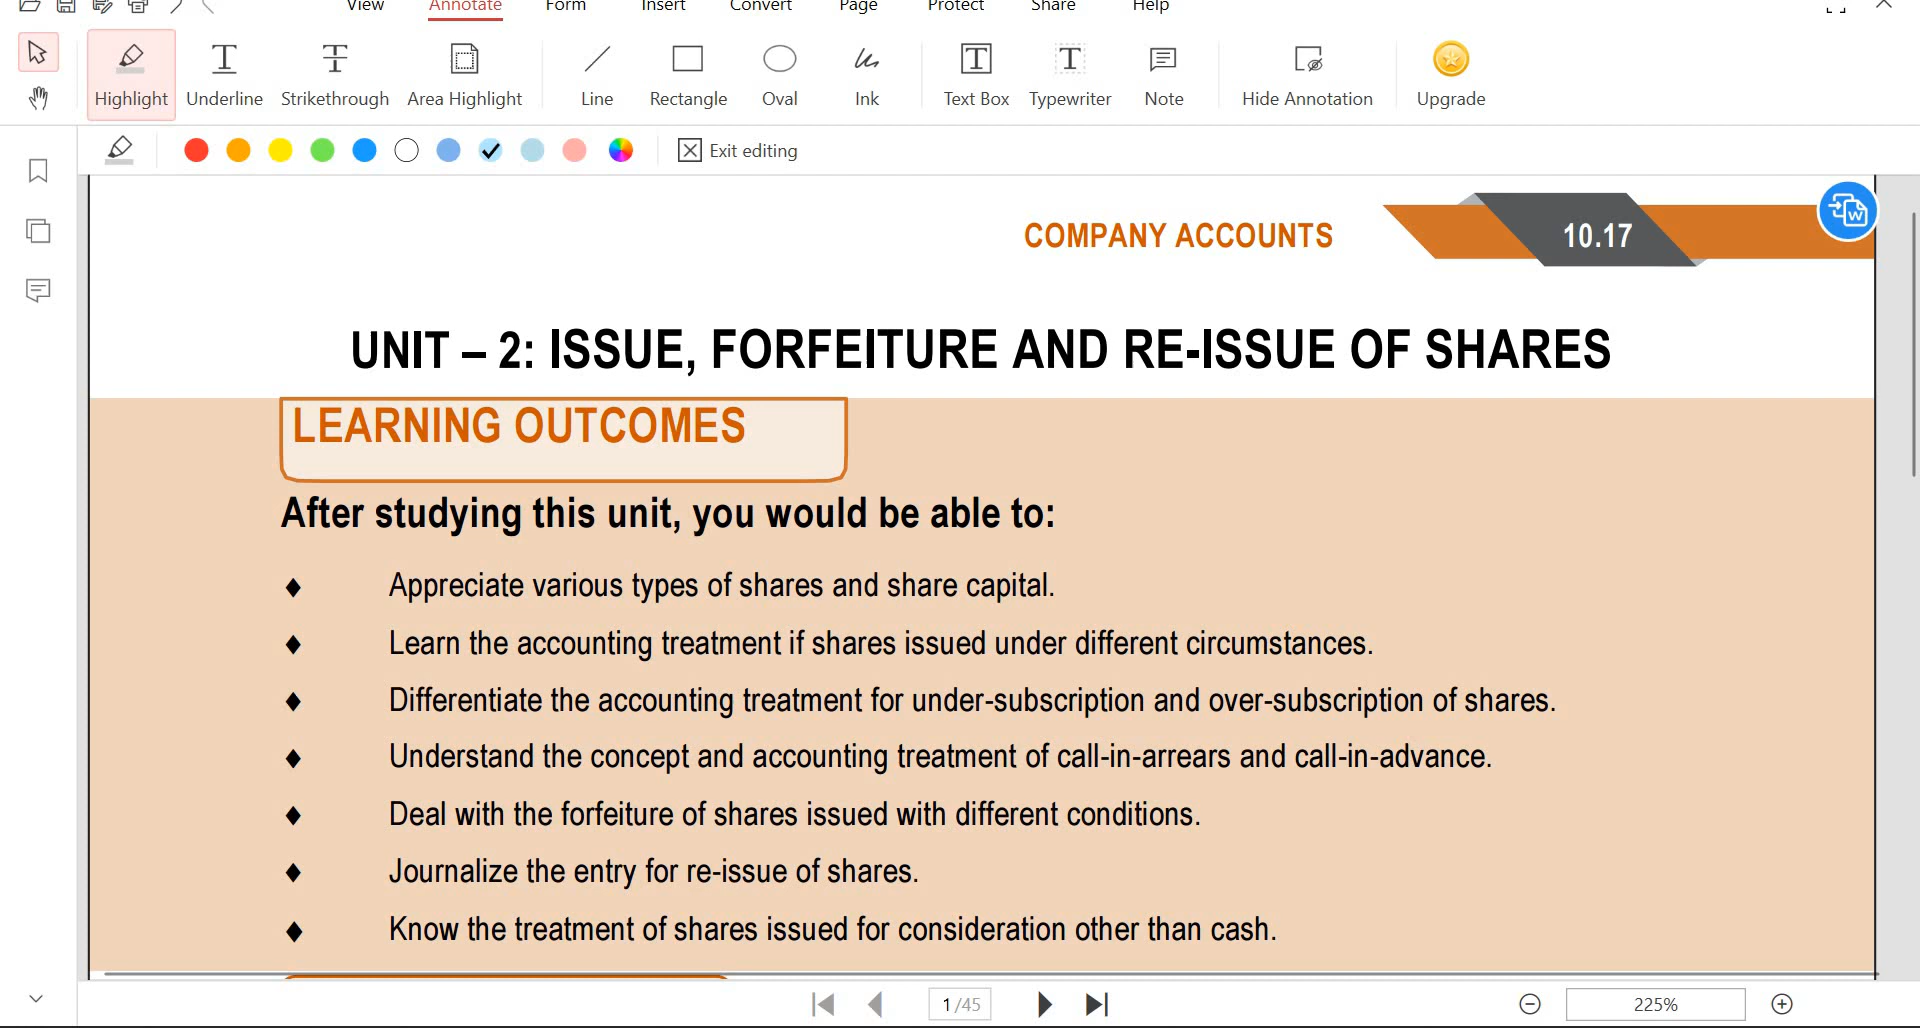 View Annotate Form Insert Convert Page Protect Share Help
Highlight Underline Strikethrough Area Highlight Line Rectangle Oval Ink Text Box Typewriter Note Hide Annotation Upgrade
Exit editing
COMPANY ACCOUNTS 10.17
UNIT – 2: ISSUE, FORFEITURE AND RE-ISSUE OF SHARES
LEARNING OUTCOMES
After studying this unit, you would be able to:
♦ Appreciate various types of shares and share capital.
♦ Learn the accounting treatment if shares issued under different circumstances.
♦ Differentiate the accounting treatment for under-subscription and over-subscription of shares.
♦ Understand the concept and accounting treatment of call-in-arrears and call-in-advance.
♦ Deal with the forfeiture of shares issued with different conditions.
♦ Journalize the entry for re-issue of shares.
♦ Know the treatment of shares issued for consideration other than cash.
1 /45 225%